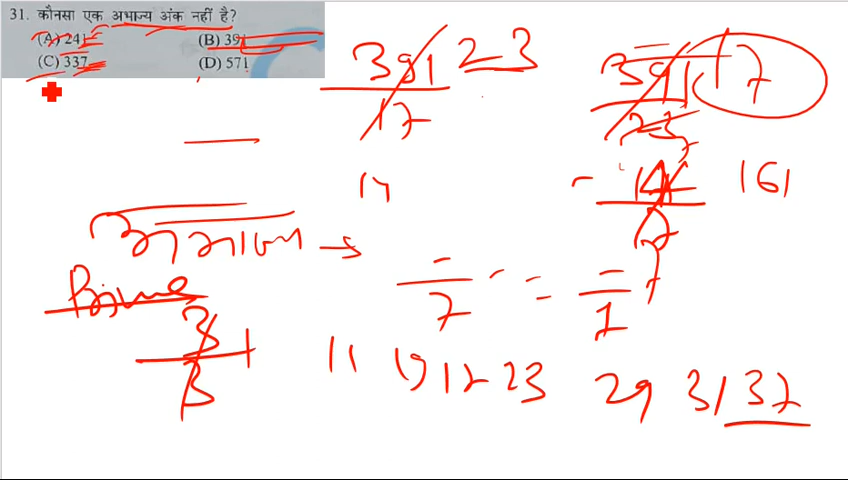 31. कौनसा एक अभाज्य अंक नहीं है?
(A) 241 (B) 391
(C) 337 (D) 571
391 23 391 17
17 23
161
अभाज्य →
Prime
7
3 1
3
11 19 17 23 29 31 37